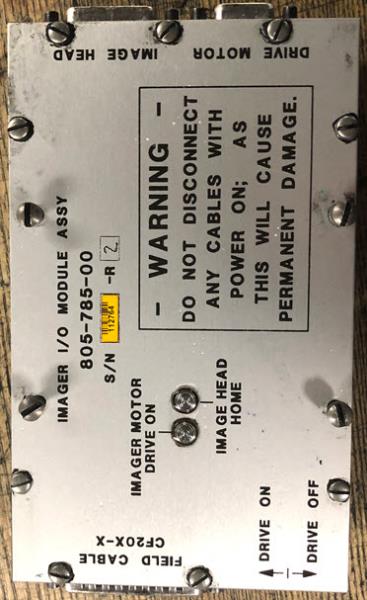 IMAGE HEAD
DRIVE MOTOR
- WARNING -
DO NOT DISCONNECT
ANY CABLES WITH
POWER ON; AS
THIS WILL CAUSE
PERMANENT DAMAGE.
IMAGER I/O MODULE ASSY
805-785-00
S/N 112764 -R 2
IMAGER MOTOR
DRIVE ON
IMAGE HEAD
HOME
FIELD CABLE
CF20X-X
DRIVE ON
DRIVE OFF